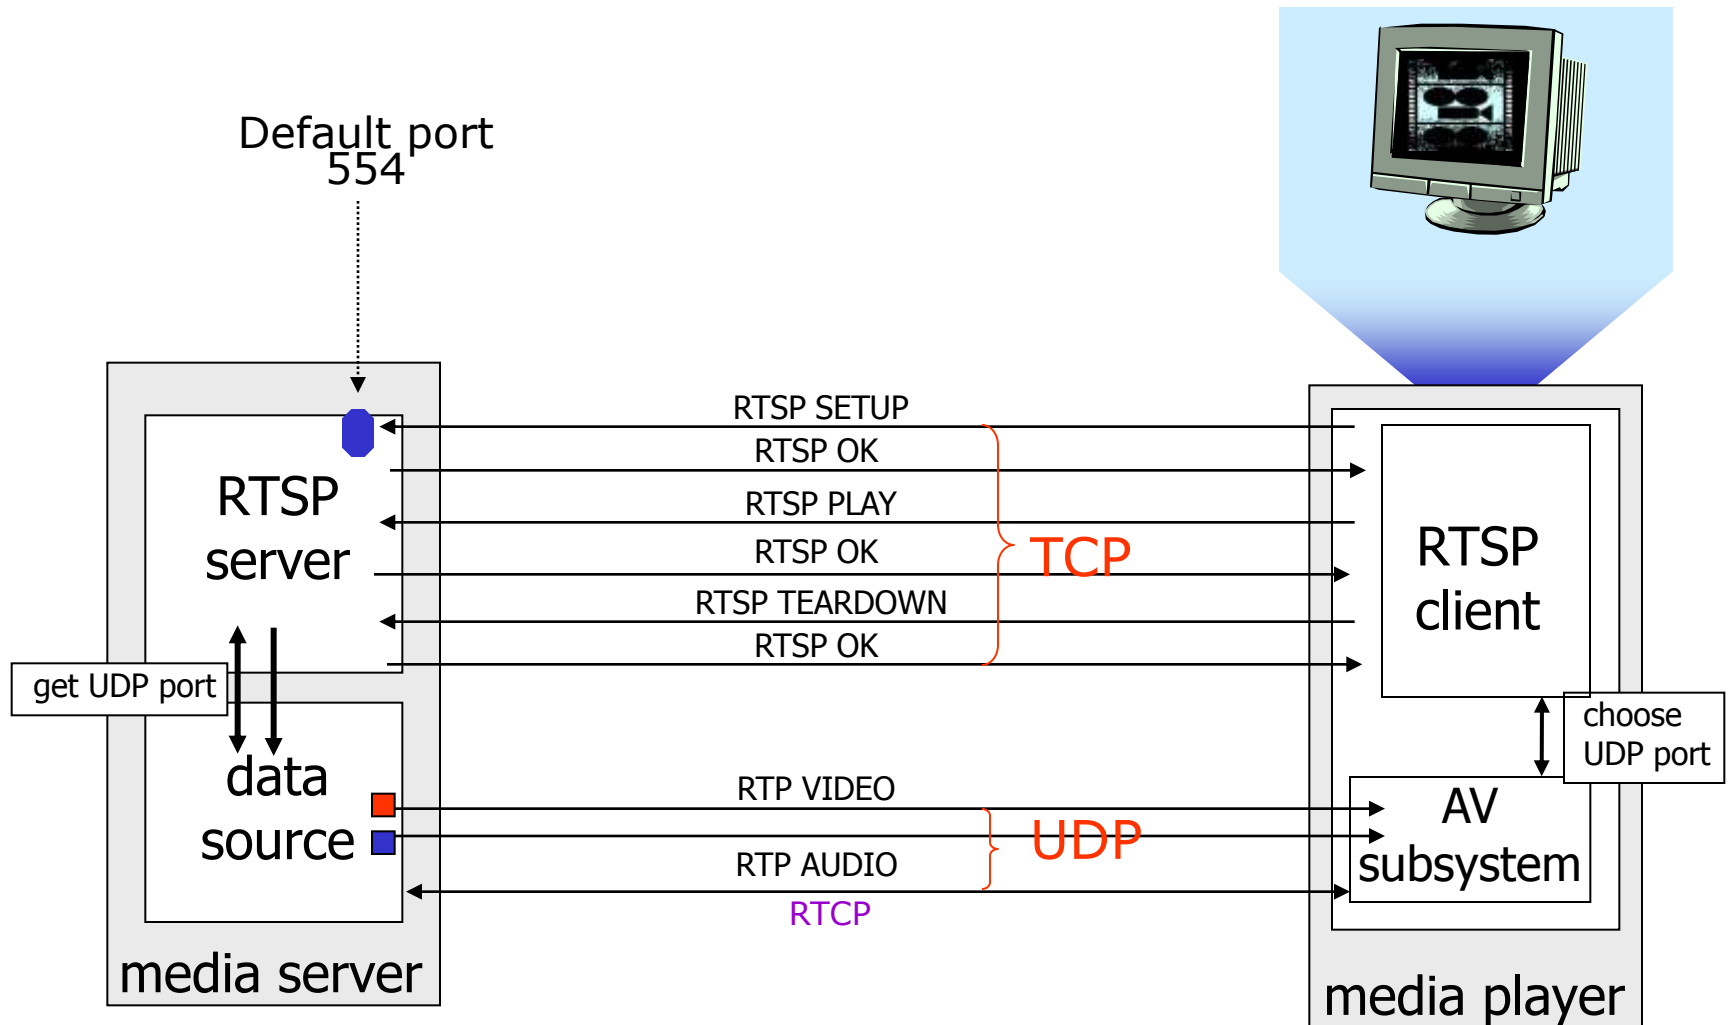 Default port
554
RTSP SETUP
RTSP OK
RTSP PLAY
RTSP OK
RTSP TEARDOWN
RTSP OK
TCP
RTSP
server
RTSP
client
get UDP port
choose
UDP port
data
source
RTP VIDEO
UDP
RTP AUDIO
RTCP
AV
subsystem
media server
media player